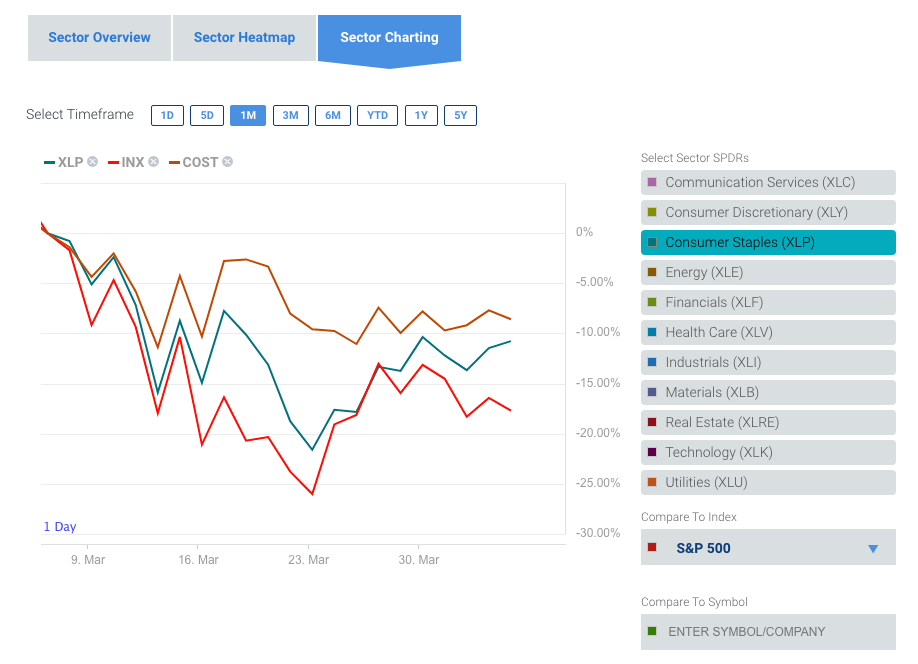 Sector Overview
Sector Heatmap
Sector Charting
Select Timeframe 1D 5D 1M 3M 6M YTD 1Y 5Y
XLP INX COST
0%
-5.00%
-10.00%
-15.00%
-20.00%
-25.00%
-30.00%
1 Day
9. Mar 16. Mar 23. Mar 30. Mar
Select Sector SPDRs
Communication Services (XLC)
Consumer Discretionary (XLY)
Consumer Staples (XLP)
Energy (XLE)
Financials (XLF)
Health Care (XLV)
Industrials (XLI)
Materials (XLB)
Real Estate (XLRE)
Technology (XLK)
Utilities (XLU)
Compare To Index
S&P 500
Compare To Symbol
ENTER SYMBOL/COMPANY